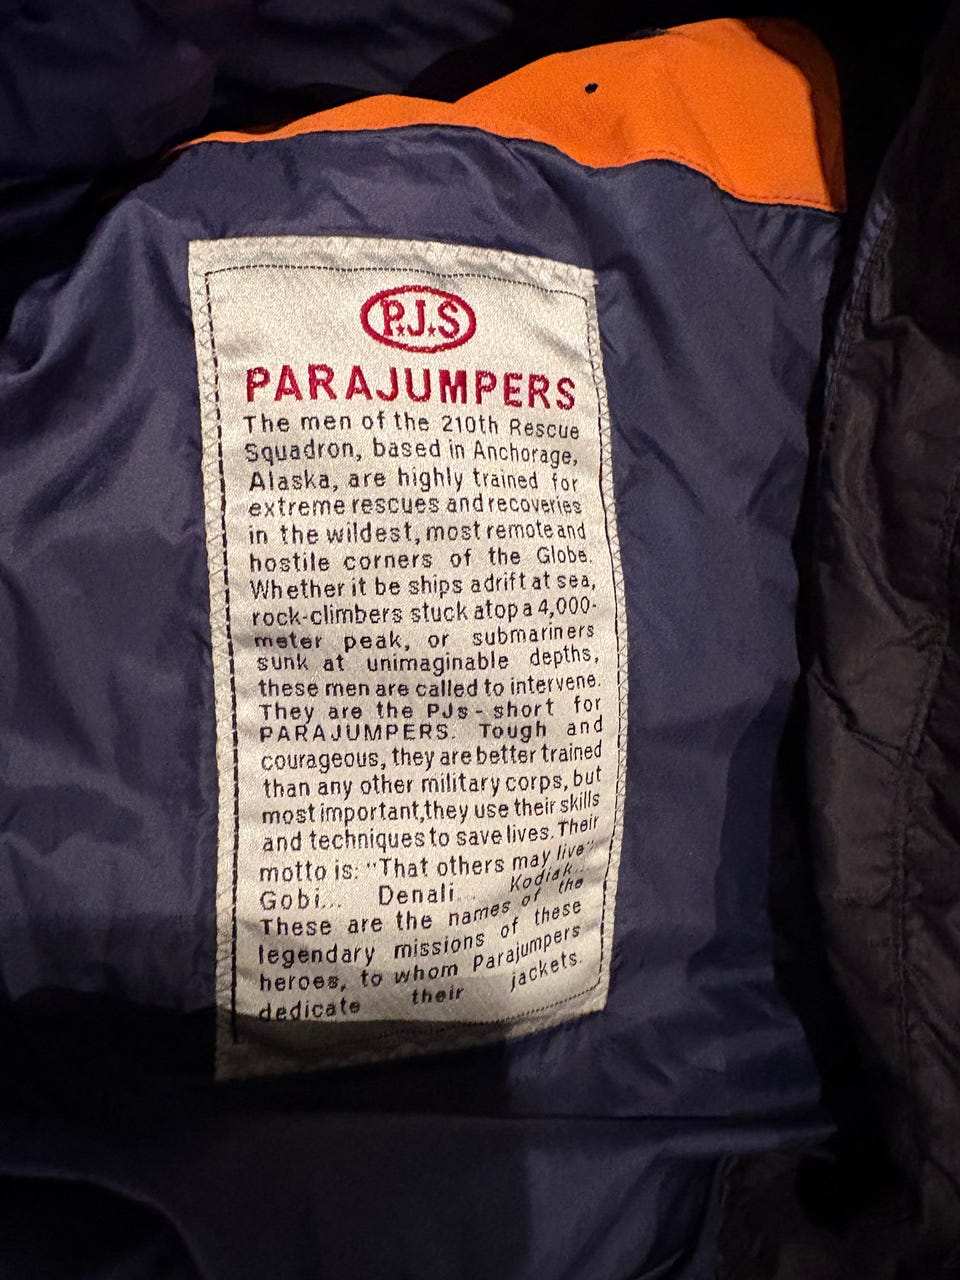 P.J.S
PARAJUMPERS
The men of the 210th Rescue
Squadron, based in Anchorage,
Alaska, are highly trained for
extreme rescues and recoveries
in the wildest, most remote and
hostile corners of the Globe.
Whether it be ships adrift at sea,
rock-climbers stuck atop a 4,000-
meter peak, or submariners
sunk at unimaginable depths,
these men are called to intervene.
They are the PJs - short for
PARAJUMPERS. Tough and
courageous, they are better trained
than any other military corps, but
most important,they use their skills
and techniques to save lives. Their
motto is: "That others may live".
Gobi... Denali... Kodiak...
These are the names of the
legendary missions of these
heroes, to whom Parajumpers
dedicate their jackets.